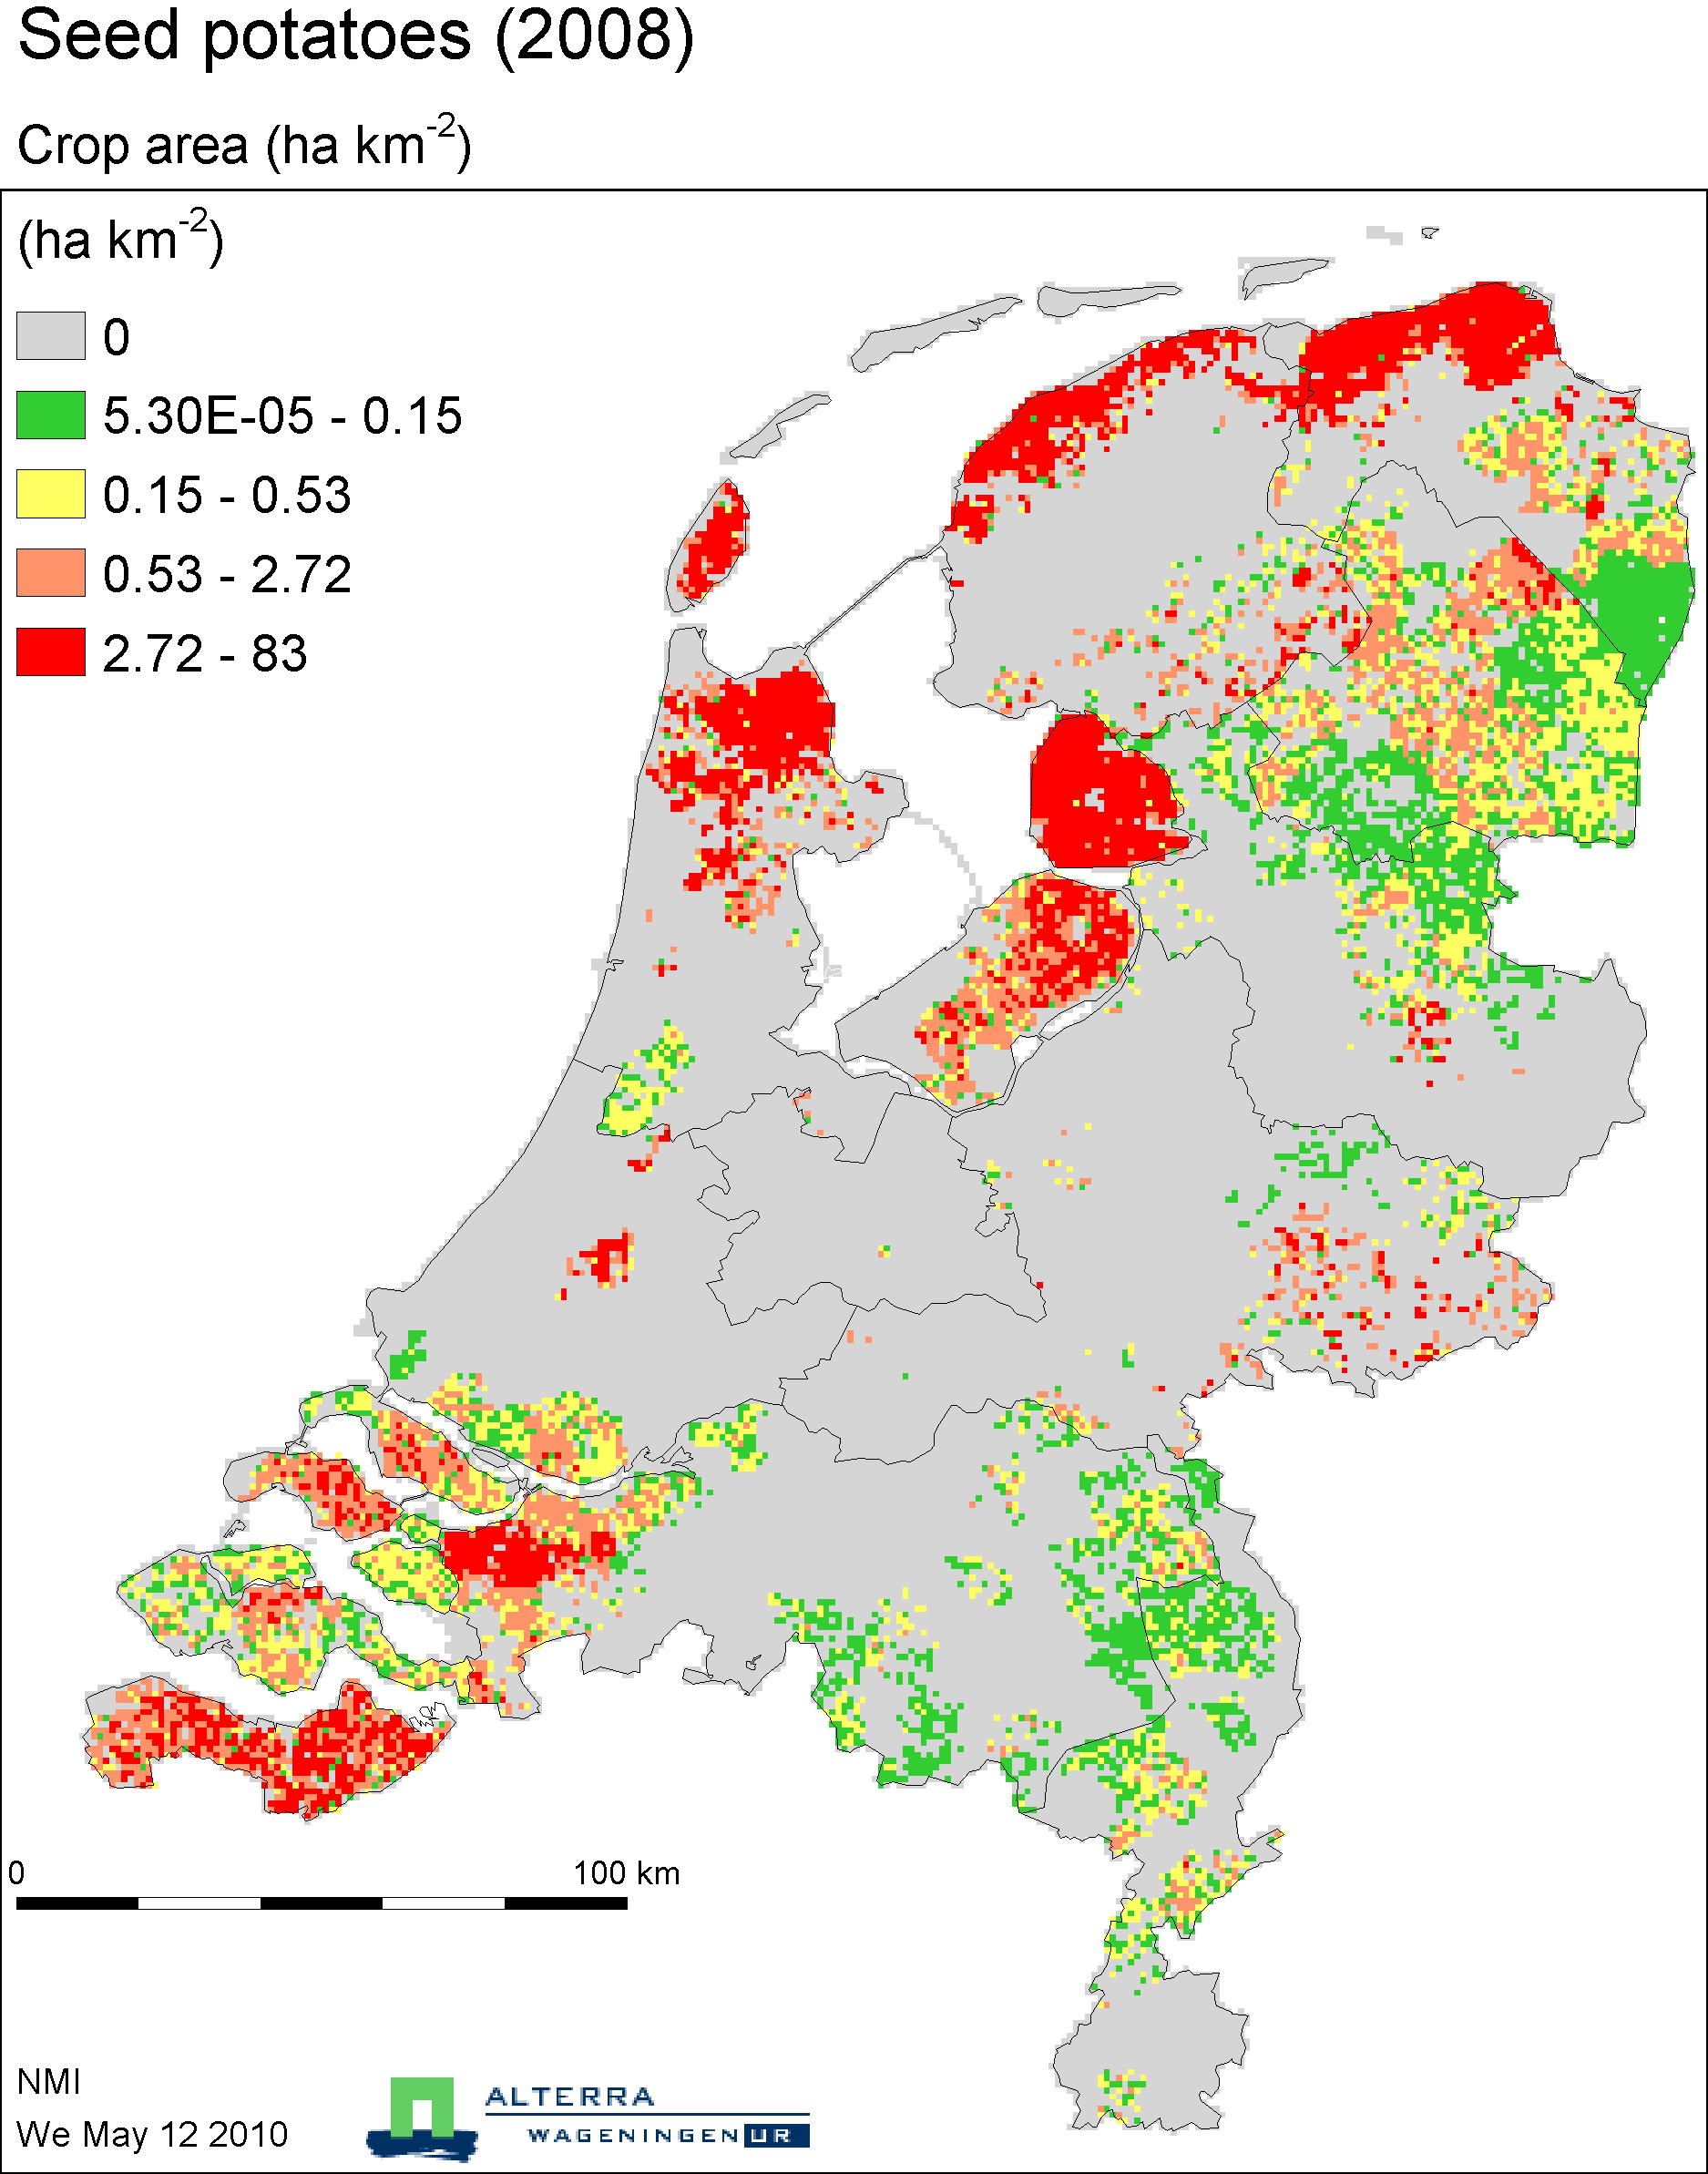 Seed potatoes (2008)
Crop area (ha km-2)
(ha km-2)
0
5.30E-05 - 0.15
0.15 - 0.53
0.53 - 2.72
2.72 - 83
0 100 km
NMI
We May 12 2010
ALTERRA
WAGENINGEN UR